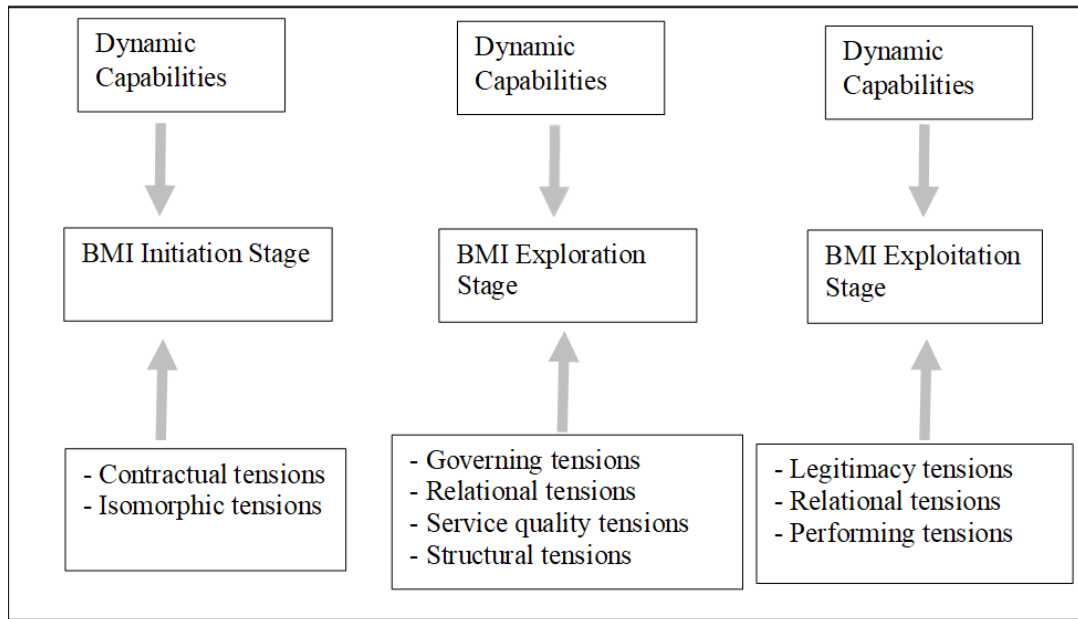 Dynamic
Capabilities
Dynamic
Capabilities
Dynamic
Capabilities
BMI Initiation Stage
BMI Exploration
Stage
BMI Exploitation
Stage
- Contractual tensions
- Isomorphic tensions
- Governing tensions
- Relational tensions
- Service quality tensions
- Structural tensions
- Legitimacy tensions
- Relational tensions
- Performing tensions